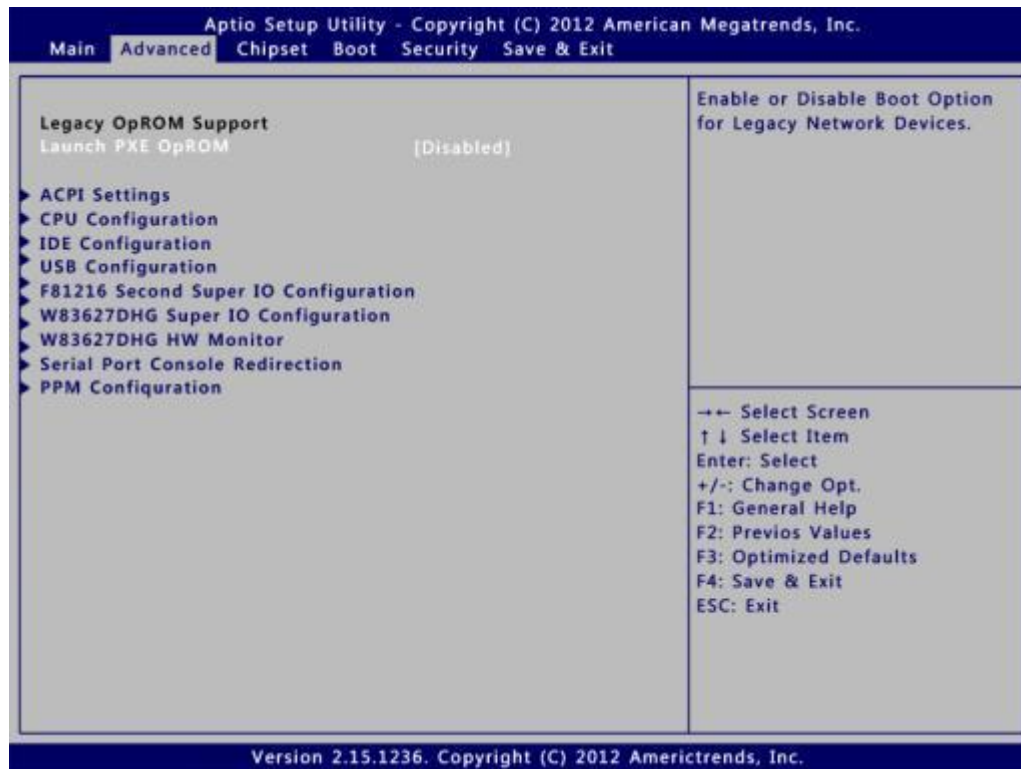 Aptio Setup Utility - Copyright (C) 2012 American Megatrends, Inc.
Main Advanced Chipset Boot Security Save & Exit
Legacy OpROM Support
Launch PXE OpROM [Disabled]
ACPI Settings
CPU Configuration
IDE Configuration
USB Configuration
F81216 Second Super IO Configuration
W83627DHG Super IO Configuration
W83627DHG HW Monitor
Serial Port Console Redirection
PPM Configuration
Enable or Disable Boot Option
for Legacy Network Devices.
→← Select Screen
↑↓ Select Item
Enter: Select
+/-: Change Opt.
F1: General Help
F2: Previos Values
F3: Optimized Defaults
F4: Save & Exit
ESC: Exit
Version 2.15.1236. Copyright (C) 2012 Americtrends, Inc.